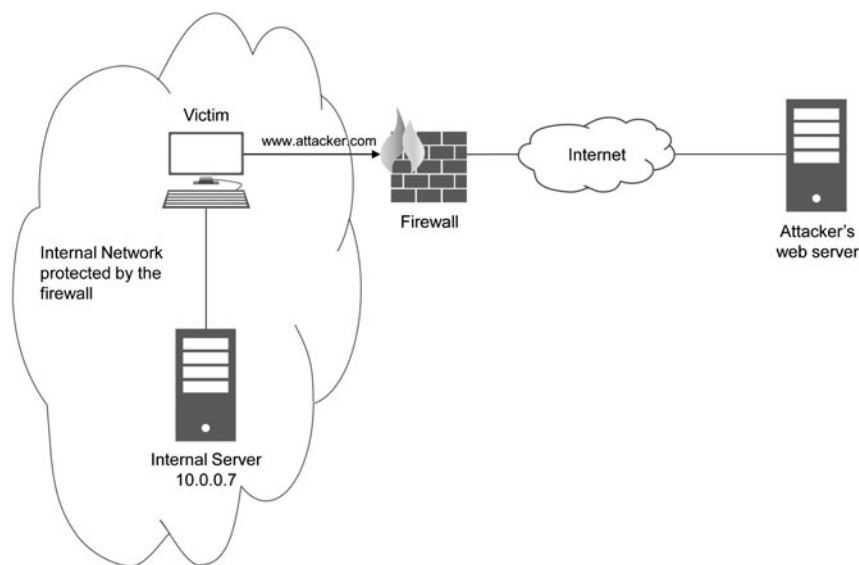 Victim
www.attacker.com
Firewall
Internet
Attacker's
web server
Internal Network
protected by the
firewall
Internal Server
10.0.0.7